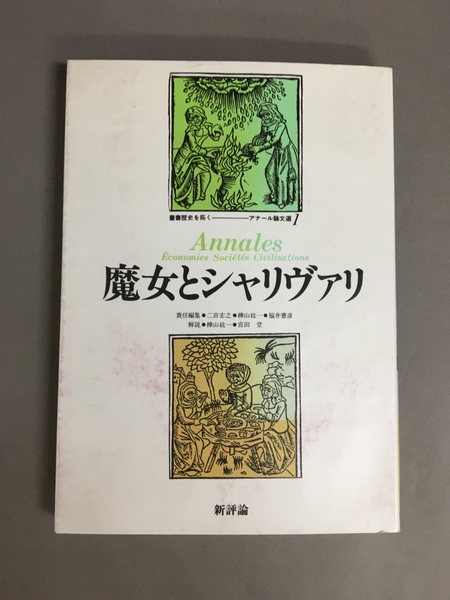 叢書歴史を拓く――――アナール論文選1
Annales
Économies Sociétés Civilisations
魔女とシャリヴァリ
責任編集●二宮宏之●樺山紘一●福井憲彦
解説●樺山紘一●宮田 登
新評論